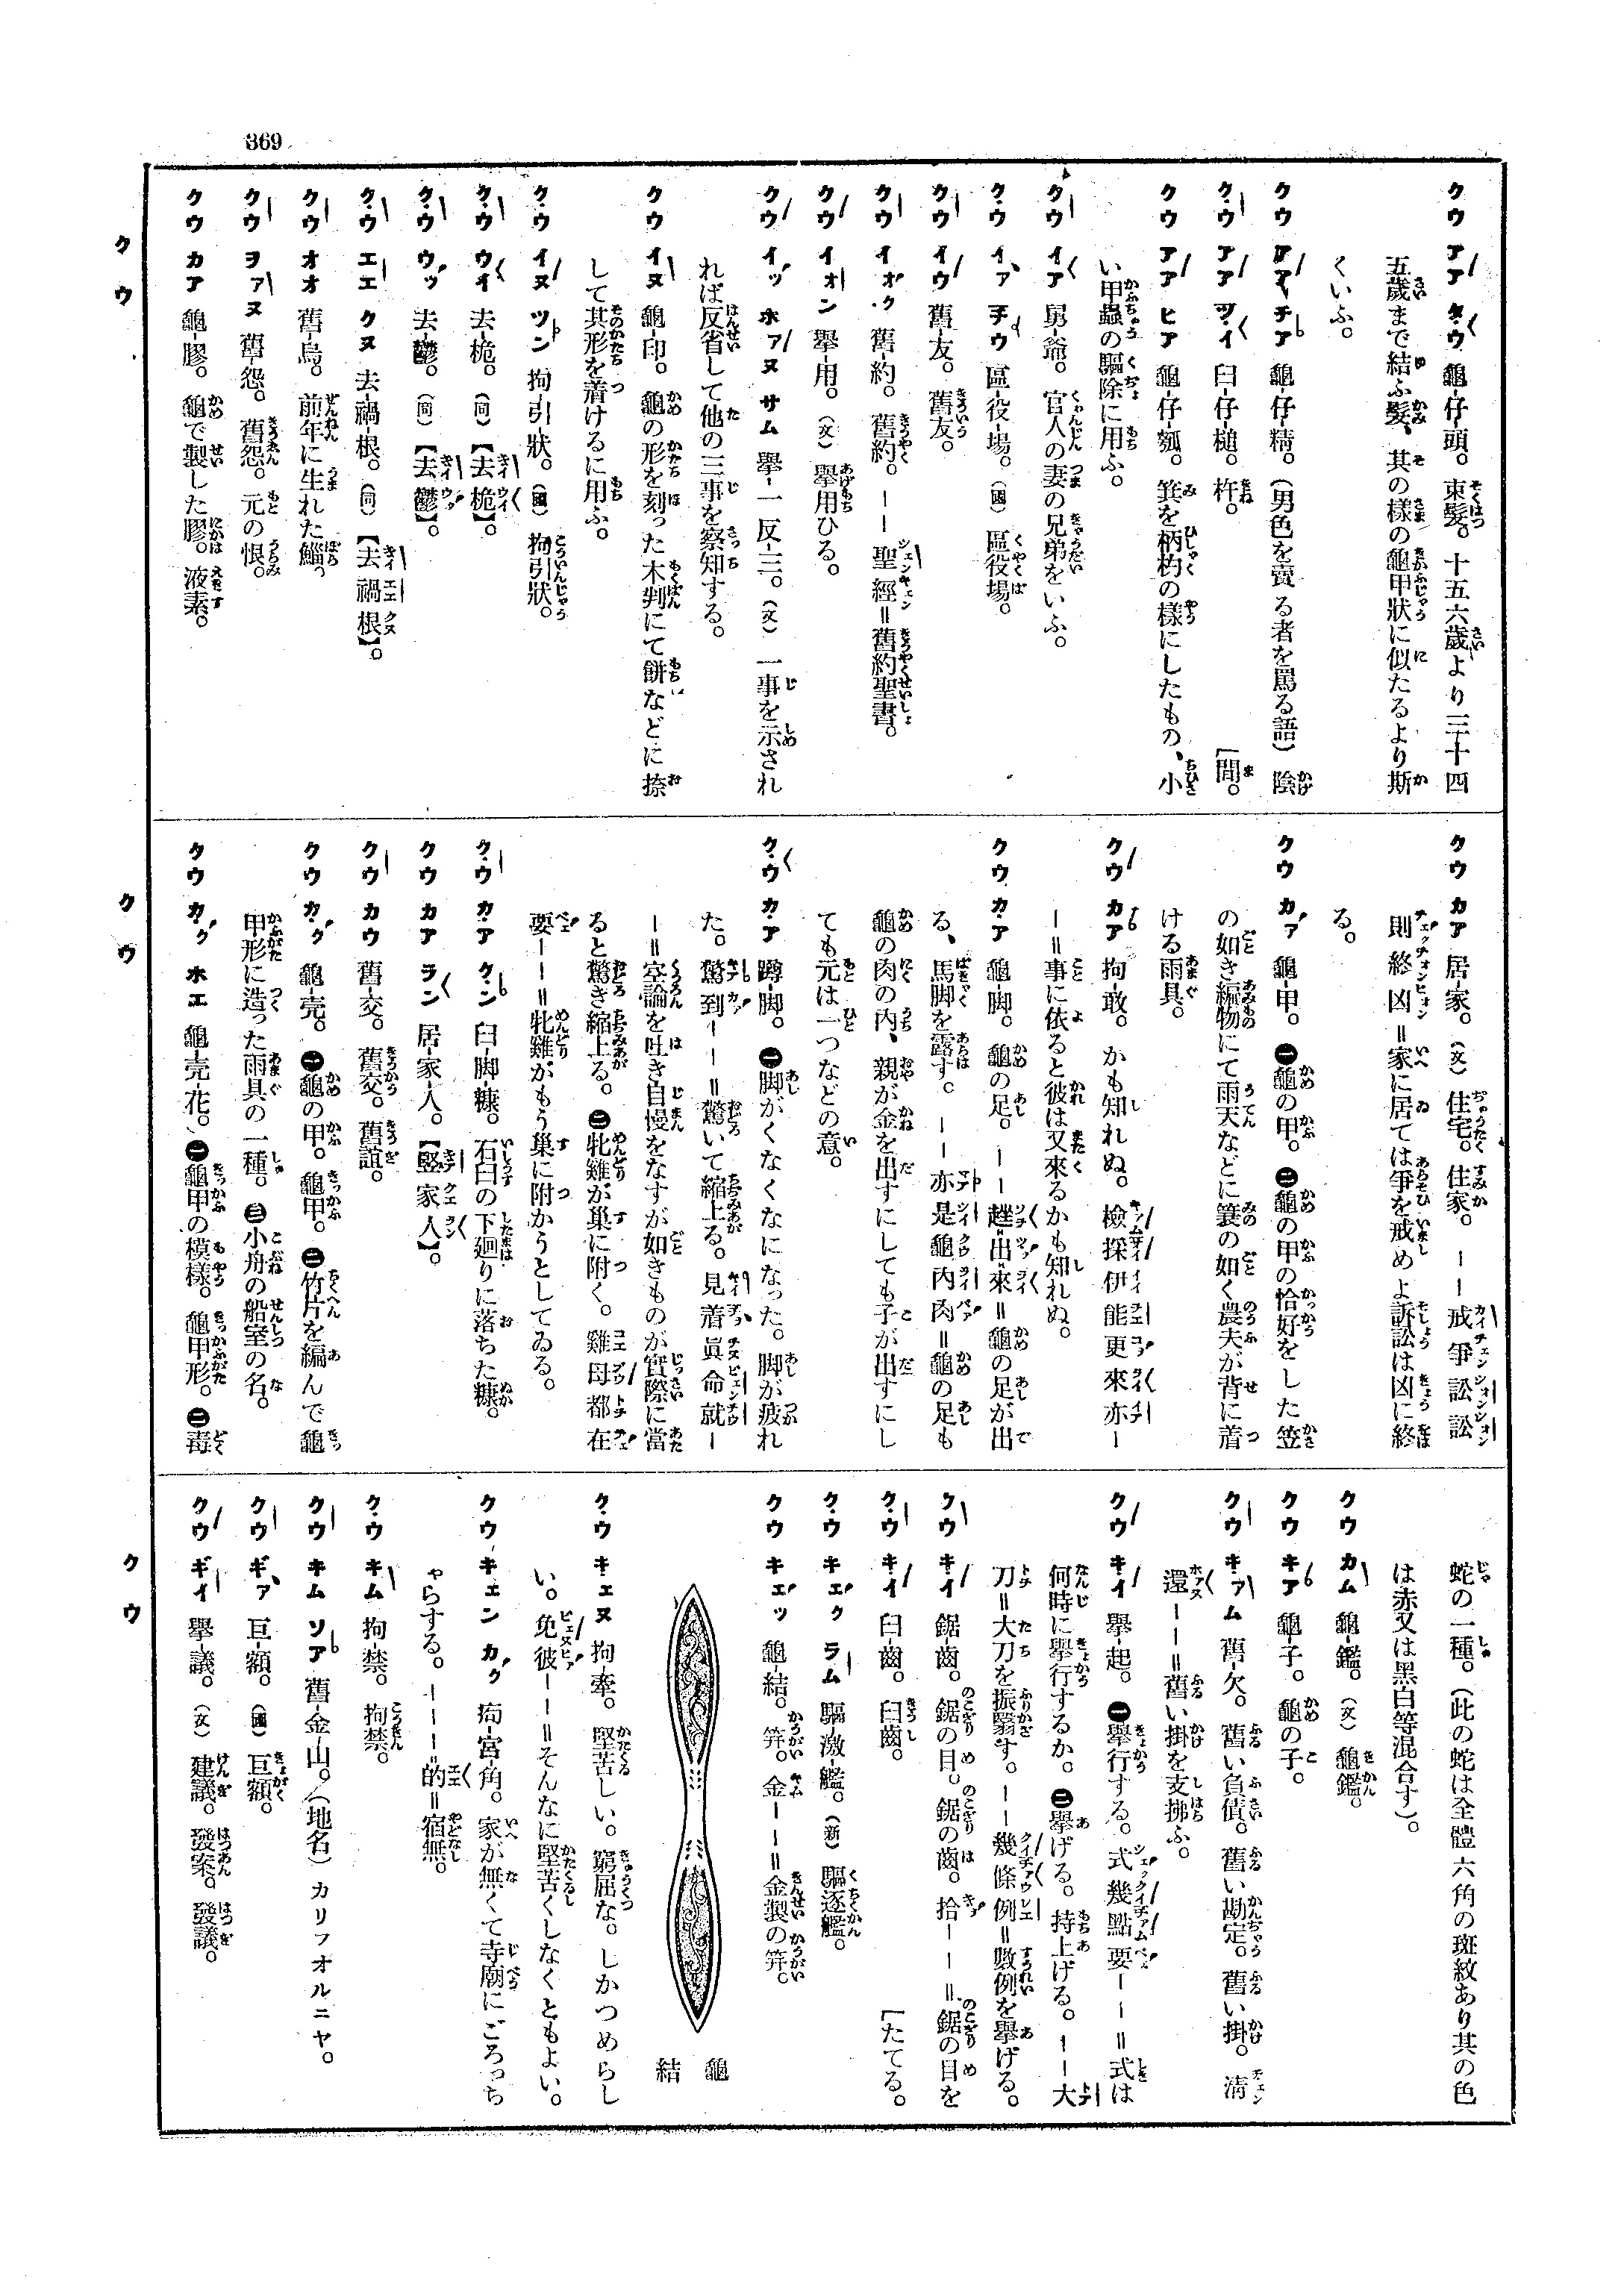 369
クウ アア タウ 龜-仔-頭。束髮。十五六歲より三十四
五歲まで結ふ髮、其の樣の龜甲狀に似たるより斯
くいふ。
クウ アア チア 龜-仔-精。(男色を賣る者を罵る語) 陰
クウ アア ツイ 臼-仔-槌。杵。 [間。
クウ アア ヒア 龜-仔-瓠。箕を柄杓の樣にしたもの、小
い甲蟲の驅除に用ふ。
クウ イア 舅-爺。官人の妻の兄弟をいふ。
クウ イァ チウ 區-役-場。(國) 區役場。
クウ イウ 舊-友。舊友。
クウ イォク 舊-約。舊約。——聖經=舊約聖書。
クウ イォン 擧-用。(文) 擧用ひる。
クウ イッ ホァヌ サム 擧-一-反-三。(文) 一事を示され
れば反省して他の三事を察知する。
クウ イヌ 龜-印。龜の形を刻った木判にて餅などに捺
して其形を着けるに用ふ。
クウ イヌ ツン 拘-引-狀。(國) 拘引狀。
クウ ウイ 去-桅。(同)【去桅】。
クウ ウッ 去-鬱。(同)【去鬱】。
クウ エエ クヌ 去-禍-根。(同)【去禍根】。
クウ オオ 舊-烏。前年に生れた鯔。
クウ ヲァヌ 舊-怨。舊怨。元の恨。
クウ カア 龜-膠。龜で製した膠。液素。
クウ カア 居-家。(文) 住宅。住家。——戒爭訟訟
則終凶=家に居ては爭を戒めよ訴訟は凶に終
る。
クウ カァ 龜-甲。㊀龜の甲。㊁龜の甲の恰好をした笠
の如き編物にて雨天などに簑の如く農夫が背に着
ける雨具。
クウ カア 拘-敢。かも知れぬ。檢採伊能更來亦—
—=事に依ると彼は又來るかも知れぬ。
クウ カア 龜-脚。龜の足。——趖出來=龜の足が出
る、馬脚を露す。——亦是龜內肉=龜の足も
龜の肉の內、親が金を出すにしても子が出すにし
ても元は一つなどの意。
クウ カア 蹲-脚。㊀脚がくなくなになった。脚が疲れ
た。驚到——=驚いて縮上る。見着眞命就—
—=空論を吐き自慢をなすが如きものが實際に當
ると驚き縮上る。㊁牝雞が巢に附く。雞母都在
要——=牝雞がもう巢に附かうとしてゐる。
クウ カア クン 臼-脚-糠。石臼の下廻りに落ちた糠。
クウ カア ラン 居-家-人。【竪家人】。
クウ カウ 舊-交。舊交。舊誼。
クウ カク 龜-壳。㊀龜の甲。龜甲。㊁竹片を編んで龜
甲形に造った雨具の一種。㊂小舟の船室の名。
クウ カク ホエ 龜-壳-花。㊀龜甲の模樣。龜甲形。㊁毒
蛇の一種。(此の蛇は全體六角の斑紋あり其の色
は赤又は黑白等混合す)。
クウ カム 龜-鑑。(文) 龜鑑。
クウ キア 龜-子。龜の子。
クウ キァム 舊-欠。舊い負債。舊い勘定。舊い掛。淸
還——=舊い掛を支拂ふ。
クウ キイ 擧-起。㊀擧行する。式幾點要——=式は
何時に擧行するか。㊁擧げる。持上げる。——大
刀=大刀を振翳す。——幾條例=數例を擧げる。
クウ キイ 鋸-齒。鋸の目。鋸の齒。拾——=鋸の目を
クウ キイ 臼-齒。臼齒。 [たてる。
クウ キェク ラム 驅-激-艦。(新) 驅逐艦。
クウ キェッ 龜-結。笄。金——=金製の笄。
龜結
クウ キェヌ 拘-牽。堅苦しい。窮屈な。しかつめらし
い。免彼——=そんなに堅苦くしなくともよい。
クウ キェン カク 痀-宮-角。家が無くて寺廟にごろっち
ゃらする。———的=宿無。
クウ キム 拘-禁。拘禁。
クウ キム ソア 舊-金-山。(地名) カリフオルニヤ。
クウ ギァ 巨-額。(國) 巨額。
クウ ギイ 擧-議。(文) 建議。發案。發議。
クウ
クウ
クウ